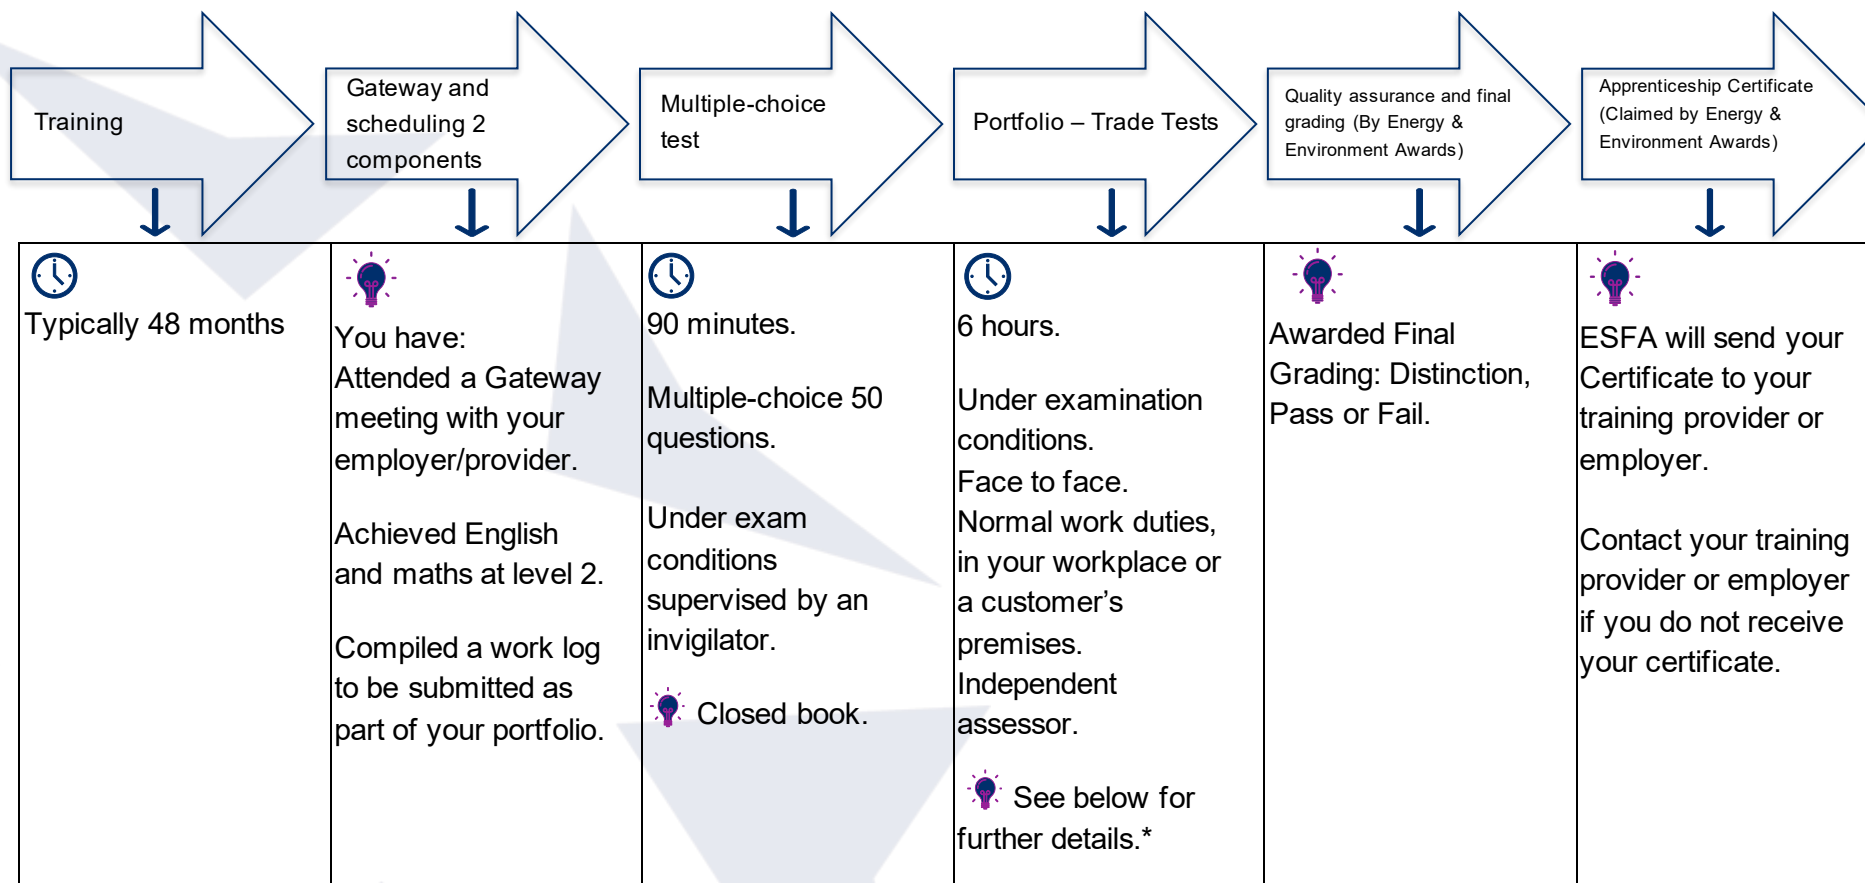 Training
Gateway and
scheduling 2
components
Multiple-choice
test
Portfolio – Trade Tests
Quality assurance and final
grading (By Energy &
Environment Awards)
Apprenticeship Certificate
(Claimed by Energy &
Environment Awards)
Typically 48 months
You have:
Attended a Gateway
meeting with your
employer/provider.
Achieved English
and maths at level 2.
Compiled a work log
to be submitted as
part of your portfolio.
90 minutes.
Multiple-choice 50
questions.
Under exam
conditions
supervised by an
invigilator.
Closed book.
6 hours.
Under examination
conditions.
Face to face.
Normal work duties,
in your workplace or
a customer’s
premises.
Independent
assessor.
See below for
further details.*
Awarded Final
Grading: Distinction,
Pass or Fail.
ESFA will send your
Certificate to your
training provider or
employer.
Contact your training
provider or employer
if you do not receive
your certificate.